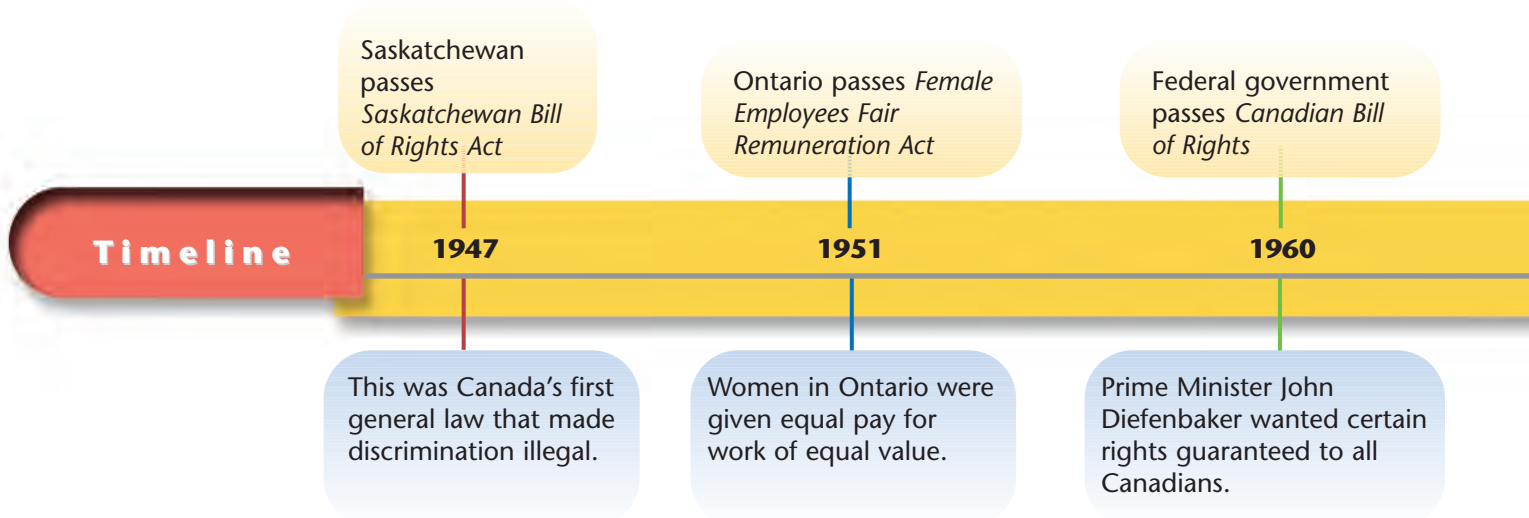 Saskatchewan
passes
Saskatchewan Bill
of Rights Act
Ontario passes Female
Employees Fair
Remuneration Act
Federal government
passes Canadian Bill
of Rights
Timeline
1947
1951
1960
This was Canada’s first
general law that made
discrimination illegal.
Women in Ontario were
given equal pay for
work of equal value.
Prime Minister John
Diefenbaker wanted certain
rights guaranteed to all
Canadians.